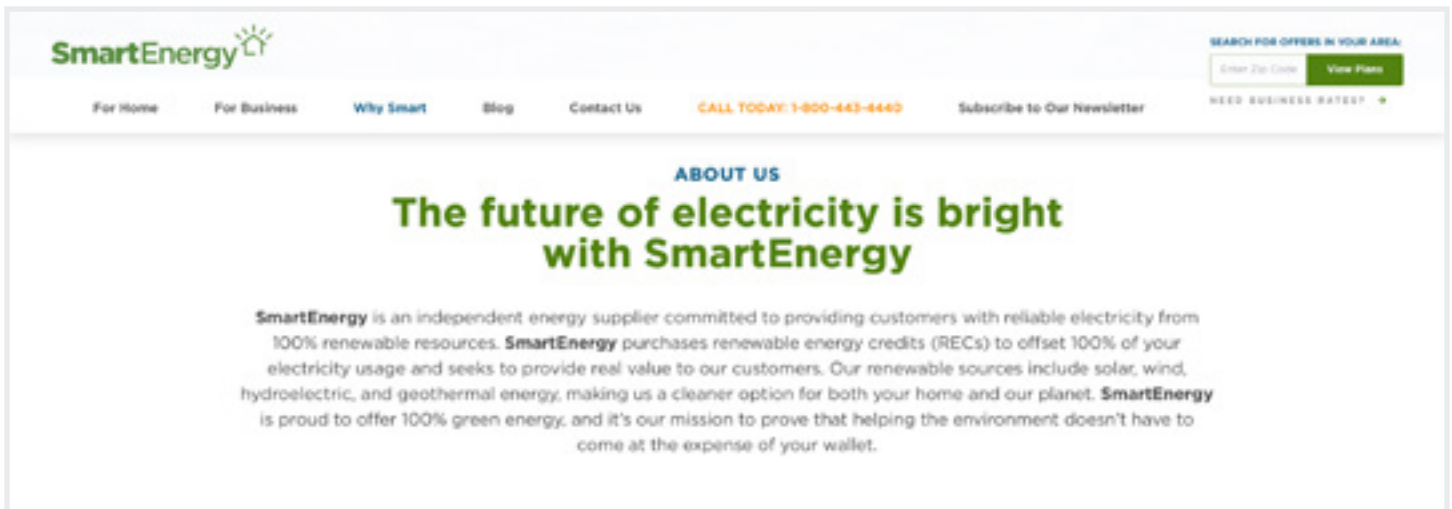 SmartEnergy
SEARCH FOR OFFERS IN YOUR AREA:
Enter Zip Code View Plans
NEED BUSINESS RATES?
For Home For Business Why Smart Blog Contact Us CALL TODAY: 1-800-443-4440 Subscribe to Our Newsletter
ABOUT US
The future of electricity is bright
with SmartEnergy
SmartEnergy is an independent energy supplier committed to providing customers with reliable electricity from
100% renewable resources. SmartEnergy purchases renewable energy credits (RECs) to offset 100% of your
electricity usage and seeks to provide real value to our customers. Our renewable sources include solar, wind,
hydroelectric, and geothermal energy, making us a cleaner option for both your home and our planet. SmartEnergy
is proud to offer 100% green energy, and it's our mission to prove that helping the environment doesn't have to
come at the expense of your wallet.